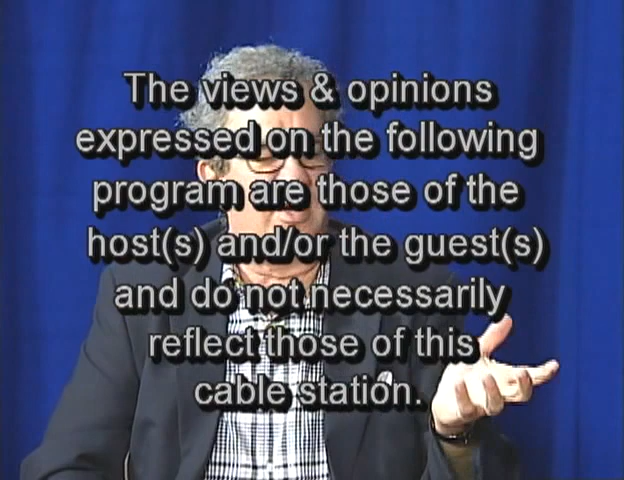 The views & opinions
expressed on the following
program are those of the
host(s) and/or the guest(s)
and do not necessarily
reflect those of this
cable station.